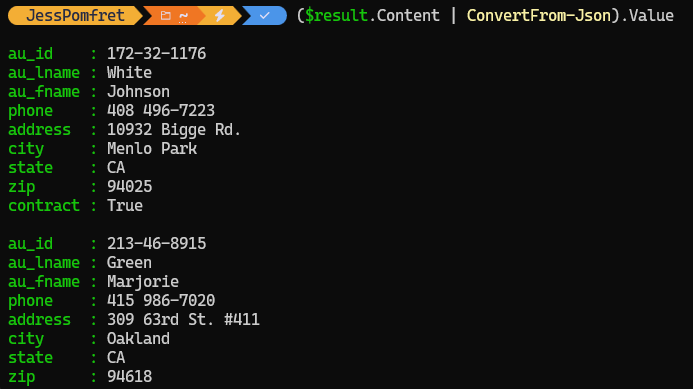 JessPomfret ~ ($result.Content | ConvertFrom-Json).Value
au_id    : 172-32-1176
au_lname : White
au_fname : Johnson
phone    : 408 496-7223
address  : 10932 Bigge Rd.
city     : Menlo Park
state    : CA
zip      : 94025
contract : True
au_id    : 213-46-8915
au_lname : Green
au_fname : Marjorie
phone    : 415 986-7020
address  : 309 63rd St. #411
city     : Oakland
state    : CA
zip      : 94618